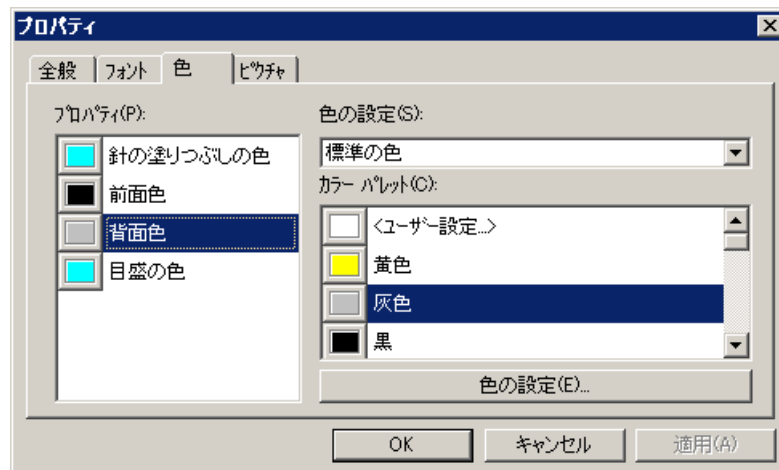 プロパティ
全般 フォント 色 ピクチャ
プロパティ(P):
針の塗りつぶしの色
前面色
背面色
目盛の色
色の設定(S):
標準の色
カラー パレット(C):
<ユーザー設定...>
黄色
灰色
黒
色の設定(E)...
OK キャンセル 適用(A)